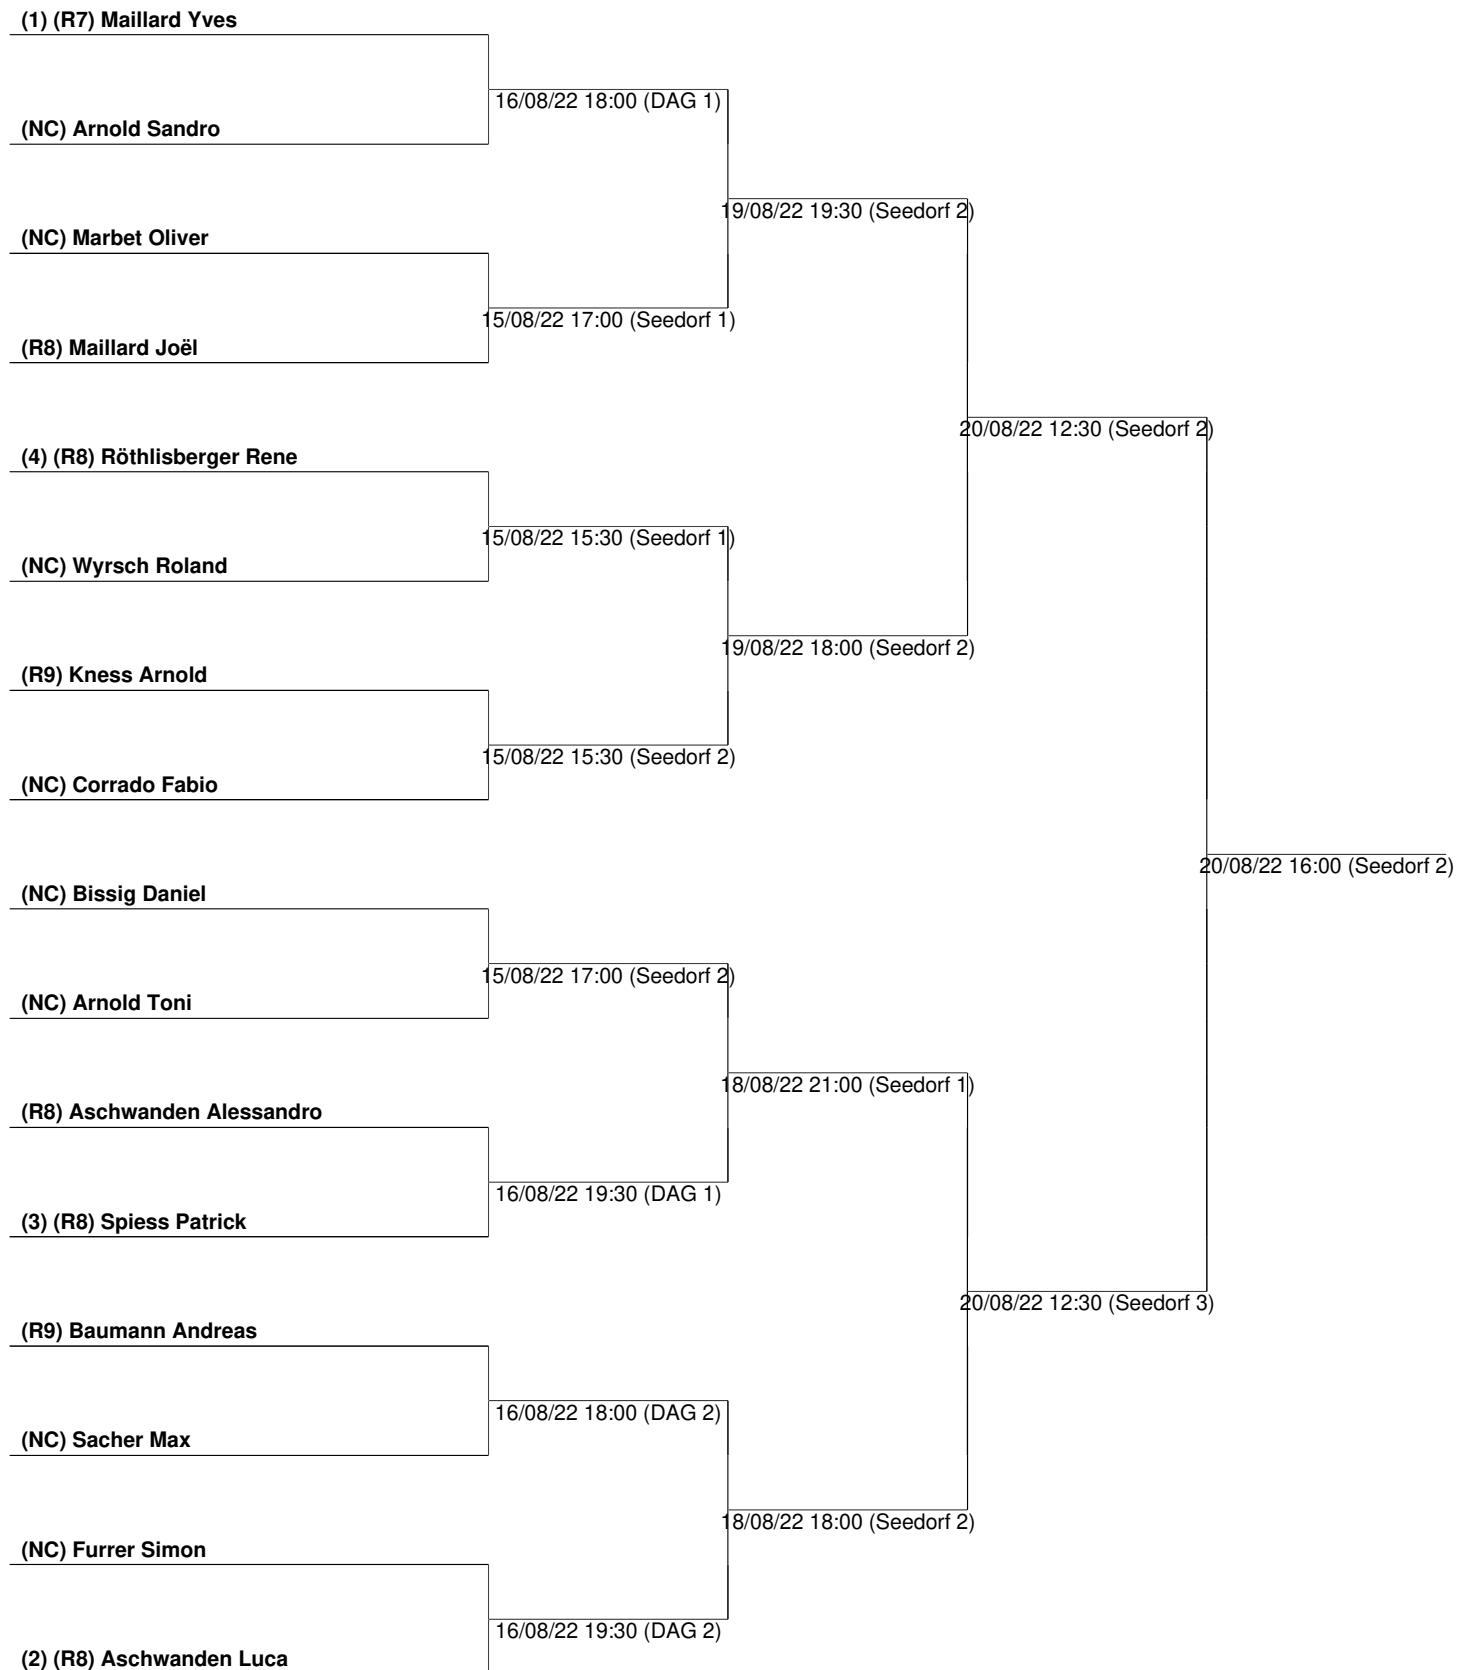 (1) (R7) Maillard Yves
16/08/22 18:00 (DAG 1)
(NC) Arnold Sandro
19/08/22 19:30 (Seedorf 2)
(NC) Marbet Oliver
15/08/22 17:00 (Seedorf 1)
(R8) Maillard Joël
20/08/22 12:30 (Seedorf 2)
(4) (R8) Röthlisberger Rene
15/08/22 15:30 (Seedorf 1)
(NC) Wyrsch Roland
19/08/22 18:00 (Seedorf 2)
(R9) Kness Arnold
15/08/22 15:30 (Seedorf 2)
(NC) Corrado Fabio
20/08/22 16:00 (Seedorf 2)
(NC) Bissig Daniel
15/08/22 17:00 (Seedorf 2)
(NC) Arnold Toni
18/08/22 21:00 (Seedorf 1)
(R8) Aschwanden Alessandro
16/08/22 19:30 (DAG 1)
(3) (R8) Spiess Patrick
20/08/22 12:30 (Seedorf 3)
(R9) Baumann Andreas
16/08/22 18:00 (DAG 2)
(NC) Sacher Max
18/08/22 18:00 (Seedorf 2)
(NC) Furrer Simon
16/08/22 19:30 (DAG 2)
(2) (R8) Aschwanden Luca